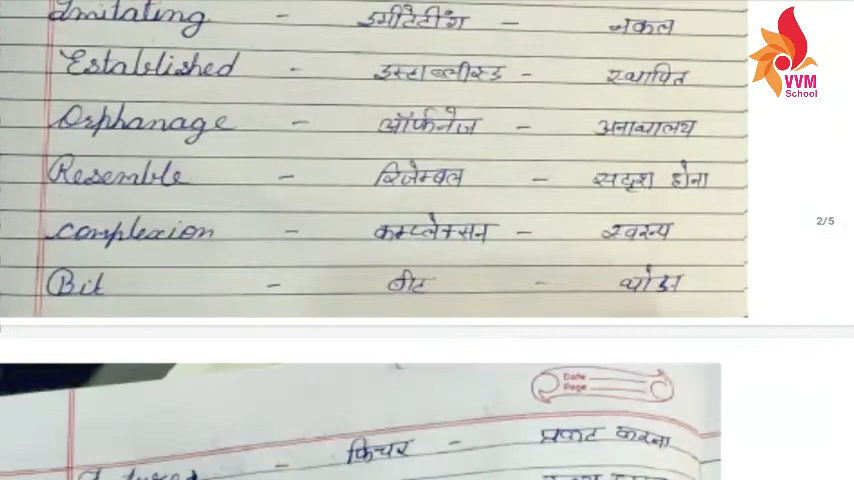 Imitating - इमीटेटींग - नकल
Established - इस्टाब्लीस्ड - स्थापित
Orphanage - ऑर्फनेज - अनाथालय
Resemble - रिजेम्बल - सदृश होना
Complexion - कम्प्लेक्सन - स्वरन्य
Bit - बीट - थोडा
VVM
School
2/5
Date
Page
- फिचर - प्रकट करना